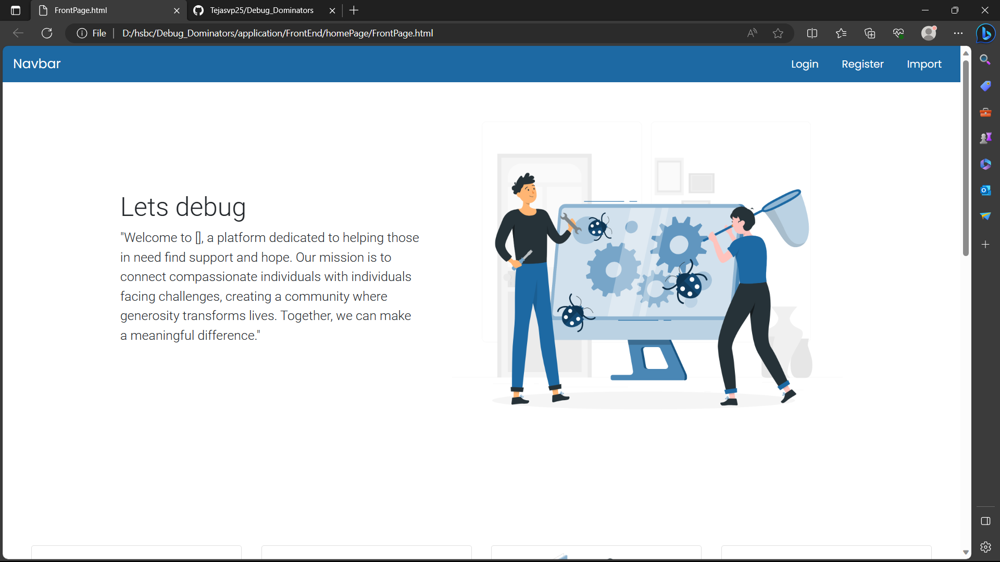 FrontPage.html
Tejasvp25/Debug_Dominators
File
D:/hsbc/Debug_Dominators/application/FrontEnd/homePage/FrontPage.html
Navbar
Login
Register
Import
Lets debug
"Welcome to [], a platform dedicated to helping those
in need find support and hope. Our mission is to
connect compassionate individuals with individuals
facing challenges, creating a community where
generosity transforms lives. Together, we can make
a meaningful difference."